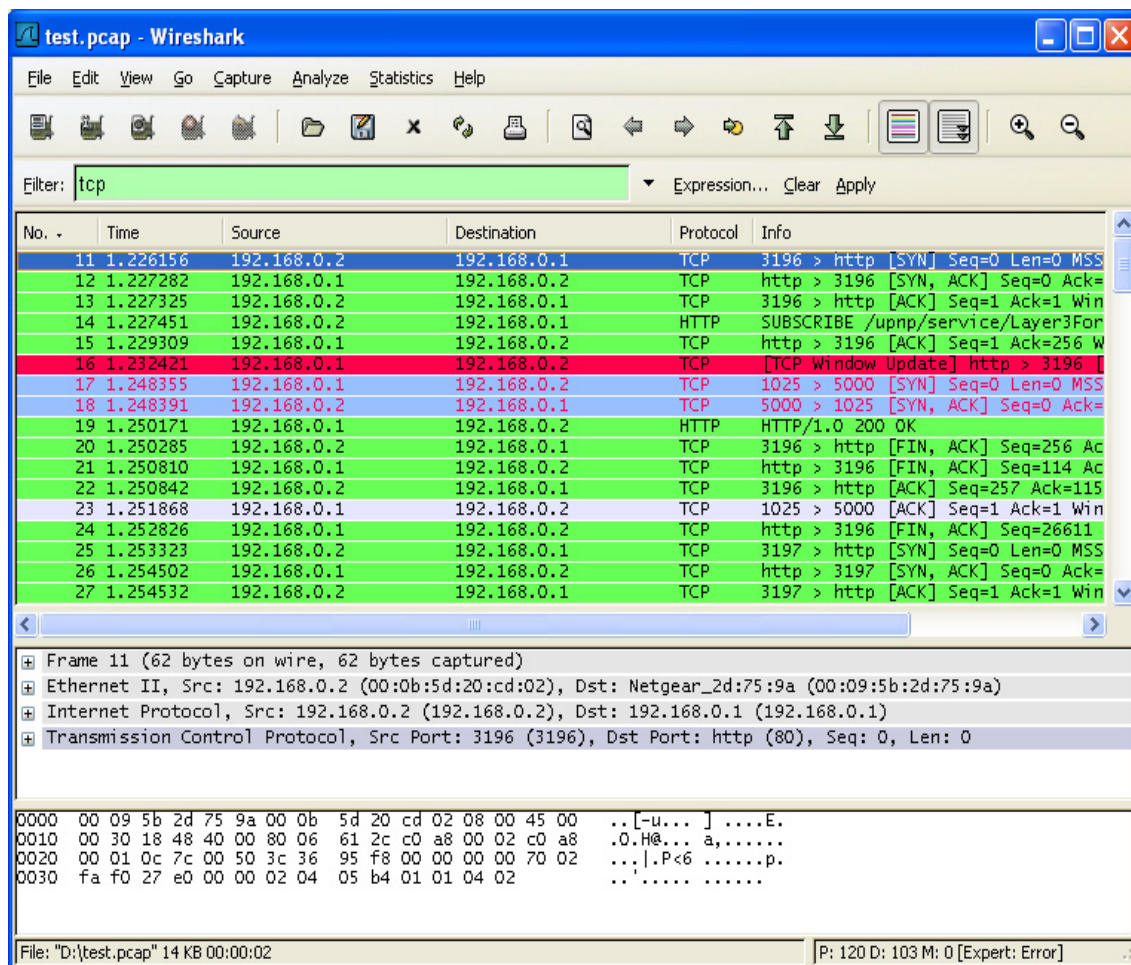 test.pcap - Wireshark
File Edit View Go Capture Analyze Statistics Help
Filter: tcp Expression... Clear Apply
No. Time Source Destination Protocol Info
11 1.226156 192.168.0.2 192.168.0.1 TCP 3196 > http [SYN] Seq=0 Len=0 MSS
12 1.227282 192.168.0.1 192.168.0.2 TCP http > 3196 [SYN, ACK] Seq=0 Ack=
13 1.227325 192.168.0.2 192.168.0.1 TCP 3196 > http [ACK] Seq=1 Ack=1 Win
14 1.227451 192.168.0.2 192.168.0.1 HTTP SUBSCRIBE /upnp/service/Layer3For
15 1.229309 192.168.0.1 192.168.0.2 TCP http > 3196 [ACK] Seq=1 Ack=256 W
16 1.232421 192.168.0.1 192.168.0.2 TCP [TCP Window Update] http > 3196 [
17 1.248355 192.168.0.1 192.168.0.2 TCP 1025 > 5000 [SYN] Seq=0 Len=0 MSS
18 1.248391 192.168.0.2 192.168.0.1 TCP 5000 > 1025 [SYN, ACK] Seq=0 Ack=
19 1.250171 192.168.0.1 192.168.0.2 HTTP HTTP/1.0 200 OK
20 1.250285 192.168.0.2 192.168.0.1 TCP 3196 > http [FIN, ACK] Seq=256 Ac
21 1.250810 192.168.0.1 192.168.0.2 TCP http > 3196 [FIN, ACK] Seq=114 Ac
22 1.250842 192.168.0.2 192.168.0.1 TCP 3196 > http [ACK] Seq=257 Ack=115
23 1.251868 192.168.0.1 192.168.0.2 TCP 1025 > 5000 [ACK] Seq=1 Ack=1 Win
24 1.252826 192.168.0.1 192.168.0.2 TCP http > 3196 [FIN, ACK] Seq=26611
25 1.253323 192.168.0.2 192.168.0.1 TCP 3197 > http [SYN] Seq=0 Len=0 MSS
26 1.254502 192.168.0.1 192.168.0.2 TCP http > 3197 [SYN, ACK] Seq=0 Ack=
27 1.254532 192.168.0.2 192.168.0.1 TCP 3197 > http [ACK] Seq=1 Ack=1 Win
Frame 11 (62 bytes on wire, 62 bytes captured)
Ethernet II, Src: 192.168.0.2 (00:0b:5d:20:cd:02), Dst: Netgear_2d:75:9a (00:09:5b:2d:75:9a)
Internet Protocol, Src: 192.168.0.2 (192.168.0.2), Dst: 192.168.0.1 (192.168.0.1)
Transmission Control Protocol, Src Port: 3196 (3196), Dst Port: http (80), Seq: 0, Len: 0
0000 00 09 5b 2d 75 9a 00 0b 5d 20 cd 02 08 00 45 00 ..[-u... ] ....E.
0010 00 30 18 48 40 00 80 06 61 2c c0 a8 00 02 c0 a8 .0.H@... a,......
0020 00 01 0c 7c 00 50 3c 36 95 f8 00 00 00 00 70 02 ...|.P<6 ......p.
0030 fa f0 27 e0 00 00 02 04 05 b4 01 01 04 02 ..'..... ......
File: "D:\test.pcap" 14 KB 00:00:02 P: 120 D: 103 M: 0 [Expert: Error]